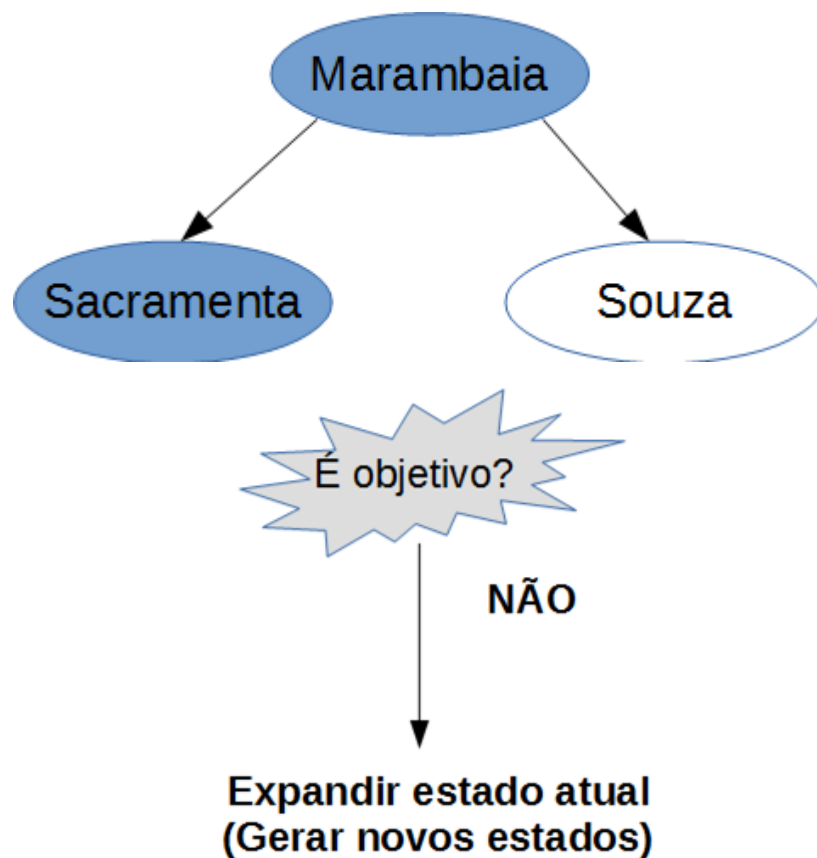 Marambaia
Sacramenta
Souza
É objetivo?
NÃO
Expandir estado atual
(Gerar novos estados)